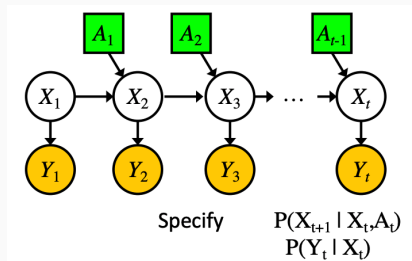 A1 A2 At-1
X1 X2 X3 ... Xt
Y1 Y2 Y3 Yt
Specify P(Xt+1 | Xt,At)
P(Yt | Xt)